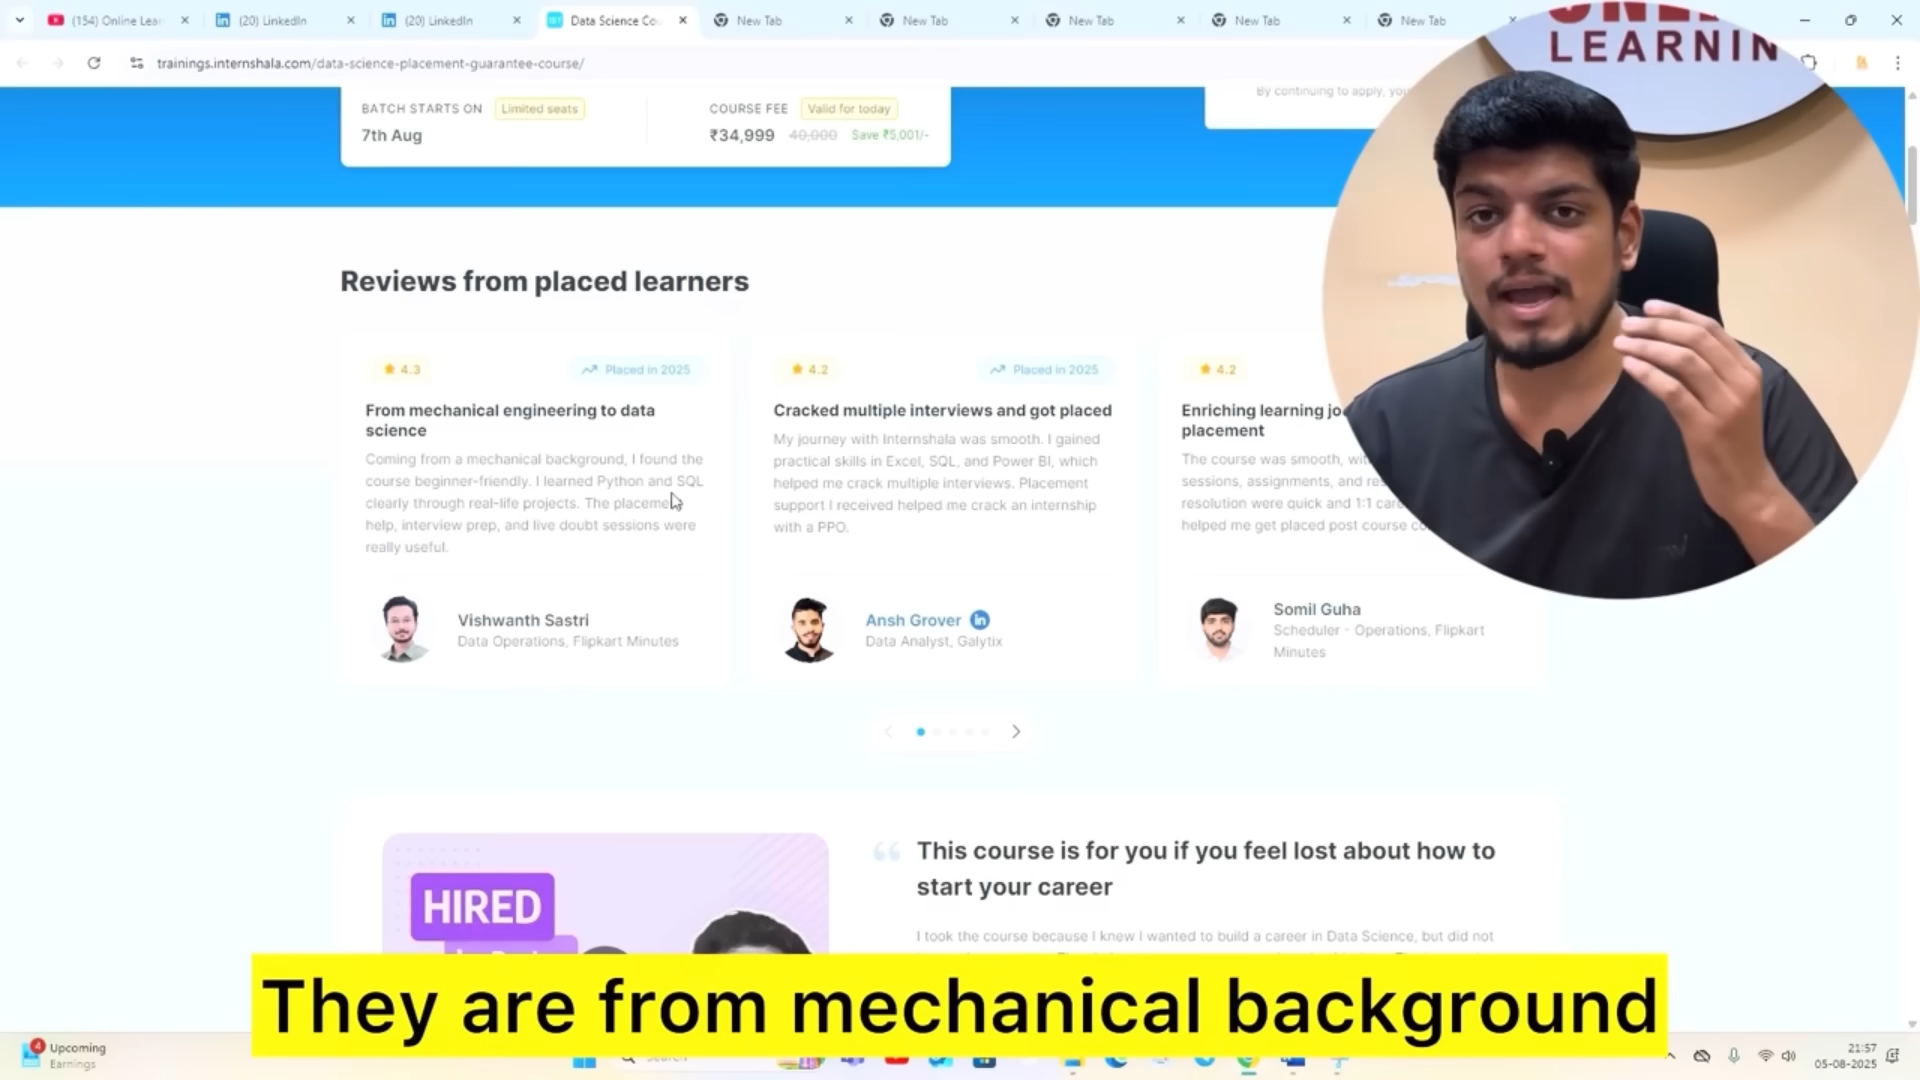 (154) Online Lear
(20) LinkedIn
(20) LinkedIn
Data Science Co
New Tab
New Tab
New Tab
New Tab
New Tab
trainings.internshala.com/data-science-placement-guarantee-course/
LEARNIN
BATCH STARTS ON
Limited seats
7th Aug
COURSE FEE
Valid for today
₹34,999 40,000 Save ₹5,001/-
By continuing to apply, you
Reviews from placed learners
4.3
Placed in 2025
From mechanical engineering to data
science
Coming from a mechanical background, I found the
course beginner-friendly. I learned Python and SQL
clearly through real-life projects. The placeme
help, interview prep, and live doubt sessions were
really useful.
Vishwanth Sastri
Data Operations, Flipkart Minutes
4.2
Placed in 2025
Cracked multiple interviews and got placed
My journey with Internshala was smooth. I gained
practical skills in Excel, SQL, and Power BI, which
helped me crack multiple interviews. Placement
support I received helped me crack an internship
with a PPO.
Ansh Grover
Data Analyst, Galytix
4.2
Enriching learning jo
placement
The course was smooth, wit
sessions, assignments, and res
resolution were quick and 1:1 car
helped me get placed post course co
Somil Guha
Scheduler - Operations, Flipkart
Minutes
HIRED
This course is for you if you feel lost about how to
start your career
I took the course because I knew I wanted to build a career in Data Science, but did not
They are from mechanical background
4
Upcoming
Earnings
Search
21:57
05-08-2025